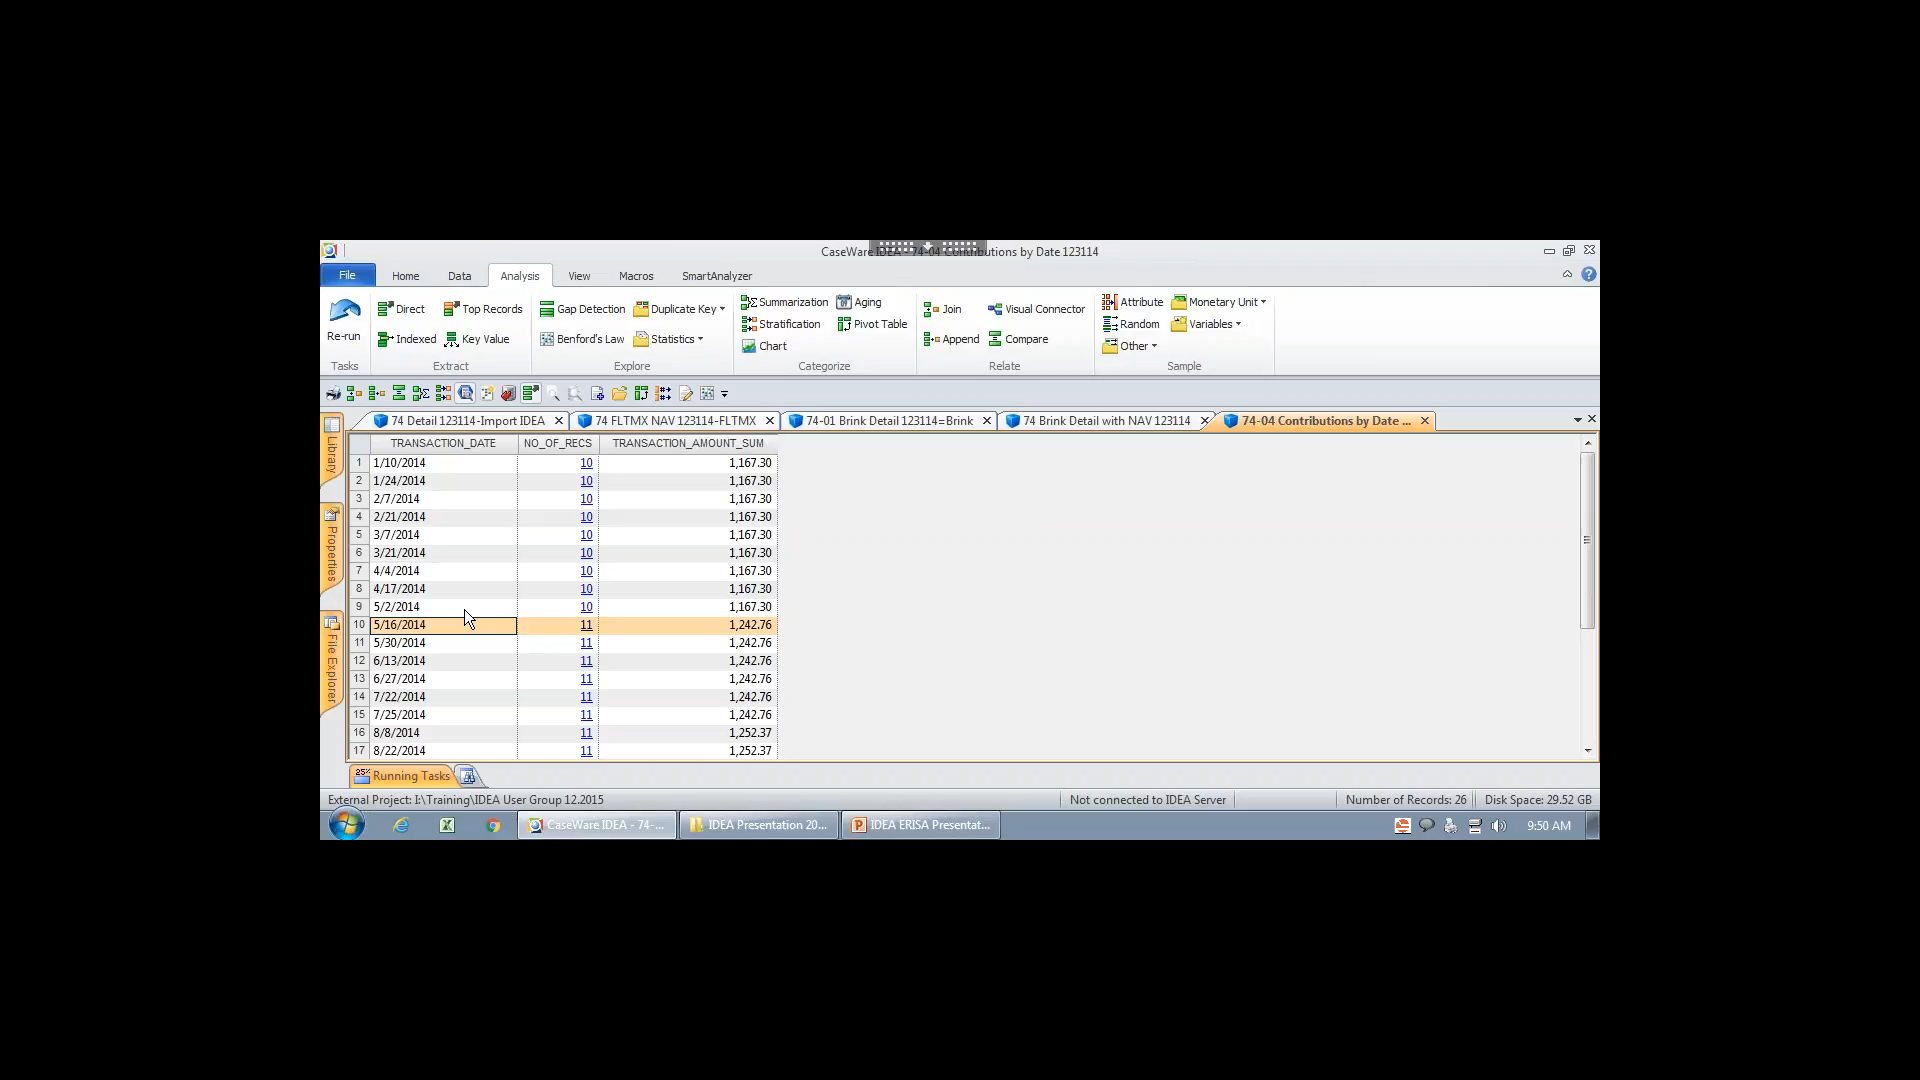 CaseWare IDEA - 74-04 Contributions by Date 123114
File Home Data Analysis View Macros SmartAnalyzer
Re-run
Tasks
Direct Top Records
Indexed Key Value
Extract
Gap Detection Duplicate Key
Benford's Law Statistics
Explore
Summarization Aging
Stratification Pivot Table
Chart
Categorize
Join Visual Connector
Append Compare
Relate
Attribute Monetary Unit
Random Variables
Other
Sample
74 Detail 123114-Import IDEA 74 FLTMX NAV 123114-FLTMX 74-01 Brink Detail 123114=Brink 74 Brink Detail with NAV 123114 74-04 Contributions by Date ...
Library
Properties
File Explorer
TRANSACTION_DATE NO_OF_RECS TRANSACTION_AMOUNT_SUM
1 1/10/2014 10 1,167.30
2 1/24/2014 10 1,167.30
3 2/7/2014 10 1,167.30
4 2/21/2014 10 1,167.30
5 3/7/2014 10 1,167.30
6 3/21/2014 10 1,167.30
7 4/4/2014 10 1,167.30
8 4/17/2014 10 1,167.30
9 5/2/2014 10 1,167.30
10 5/16/2014 11 1,242.76
11 5/30/2014 11 1,242.76
12 6/13/2014 11 1,242.76
13 6/27/2014 11 1,242.76
14 7/22/2014 11 1,242.76
15 7/25/2014 11 1,242.76
16 8/8/2014 11 1,252.37
17 8/22/2014 11 1,252.37
25% Running Tasks
External Project: I:\Training\IDEA User Group 12.2015 Not connected to IDEA Server Number of Records: 26 Disk Space: 29.52 GB
CaseWare IDEA - 74-... IDEA Presentation 20... IDEA ERISA Presentat... 9:50 AM